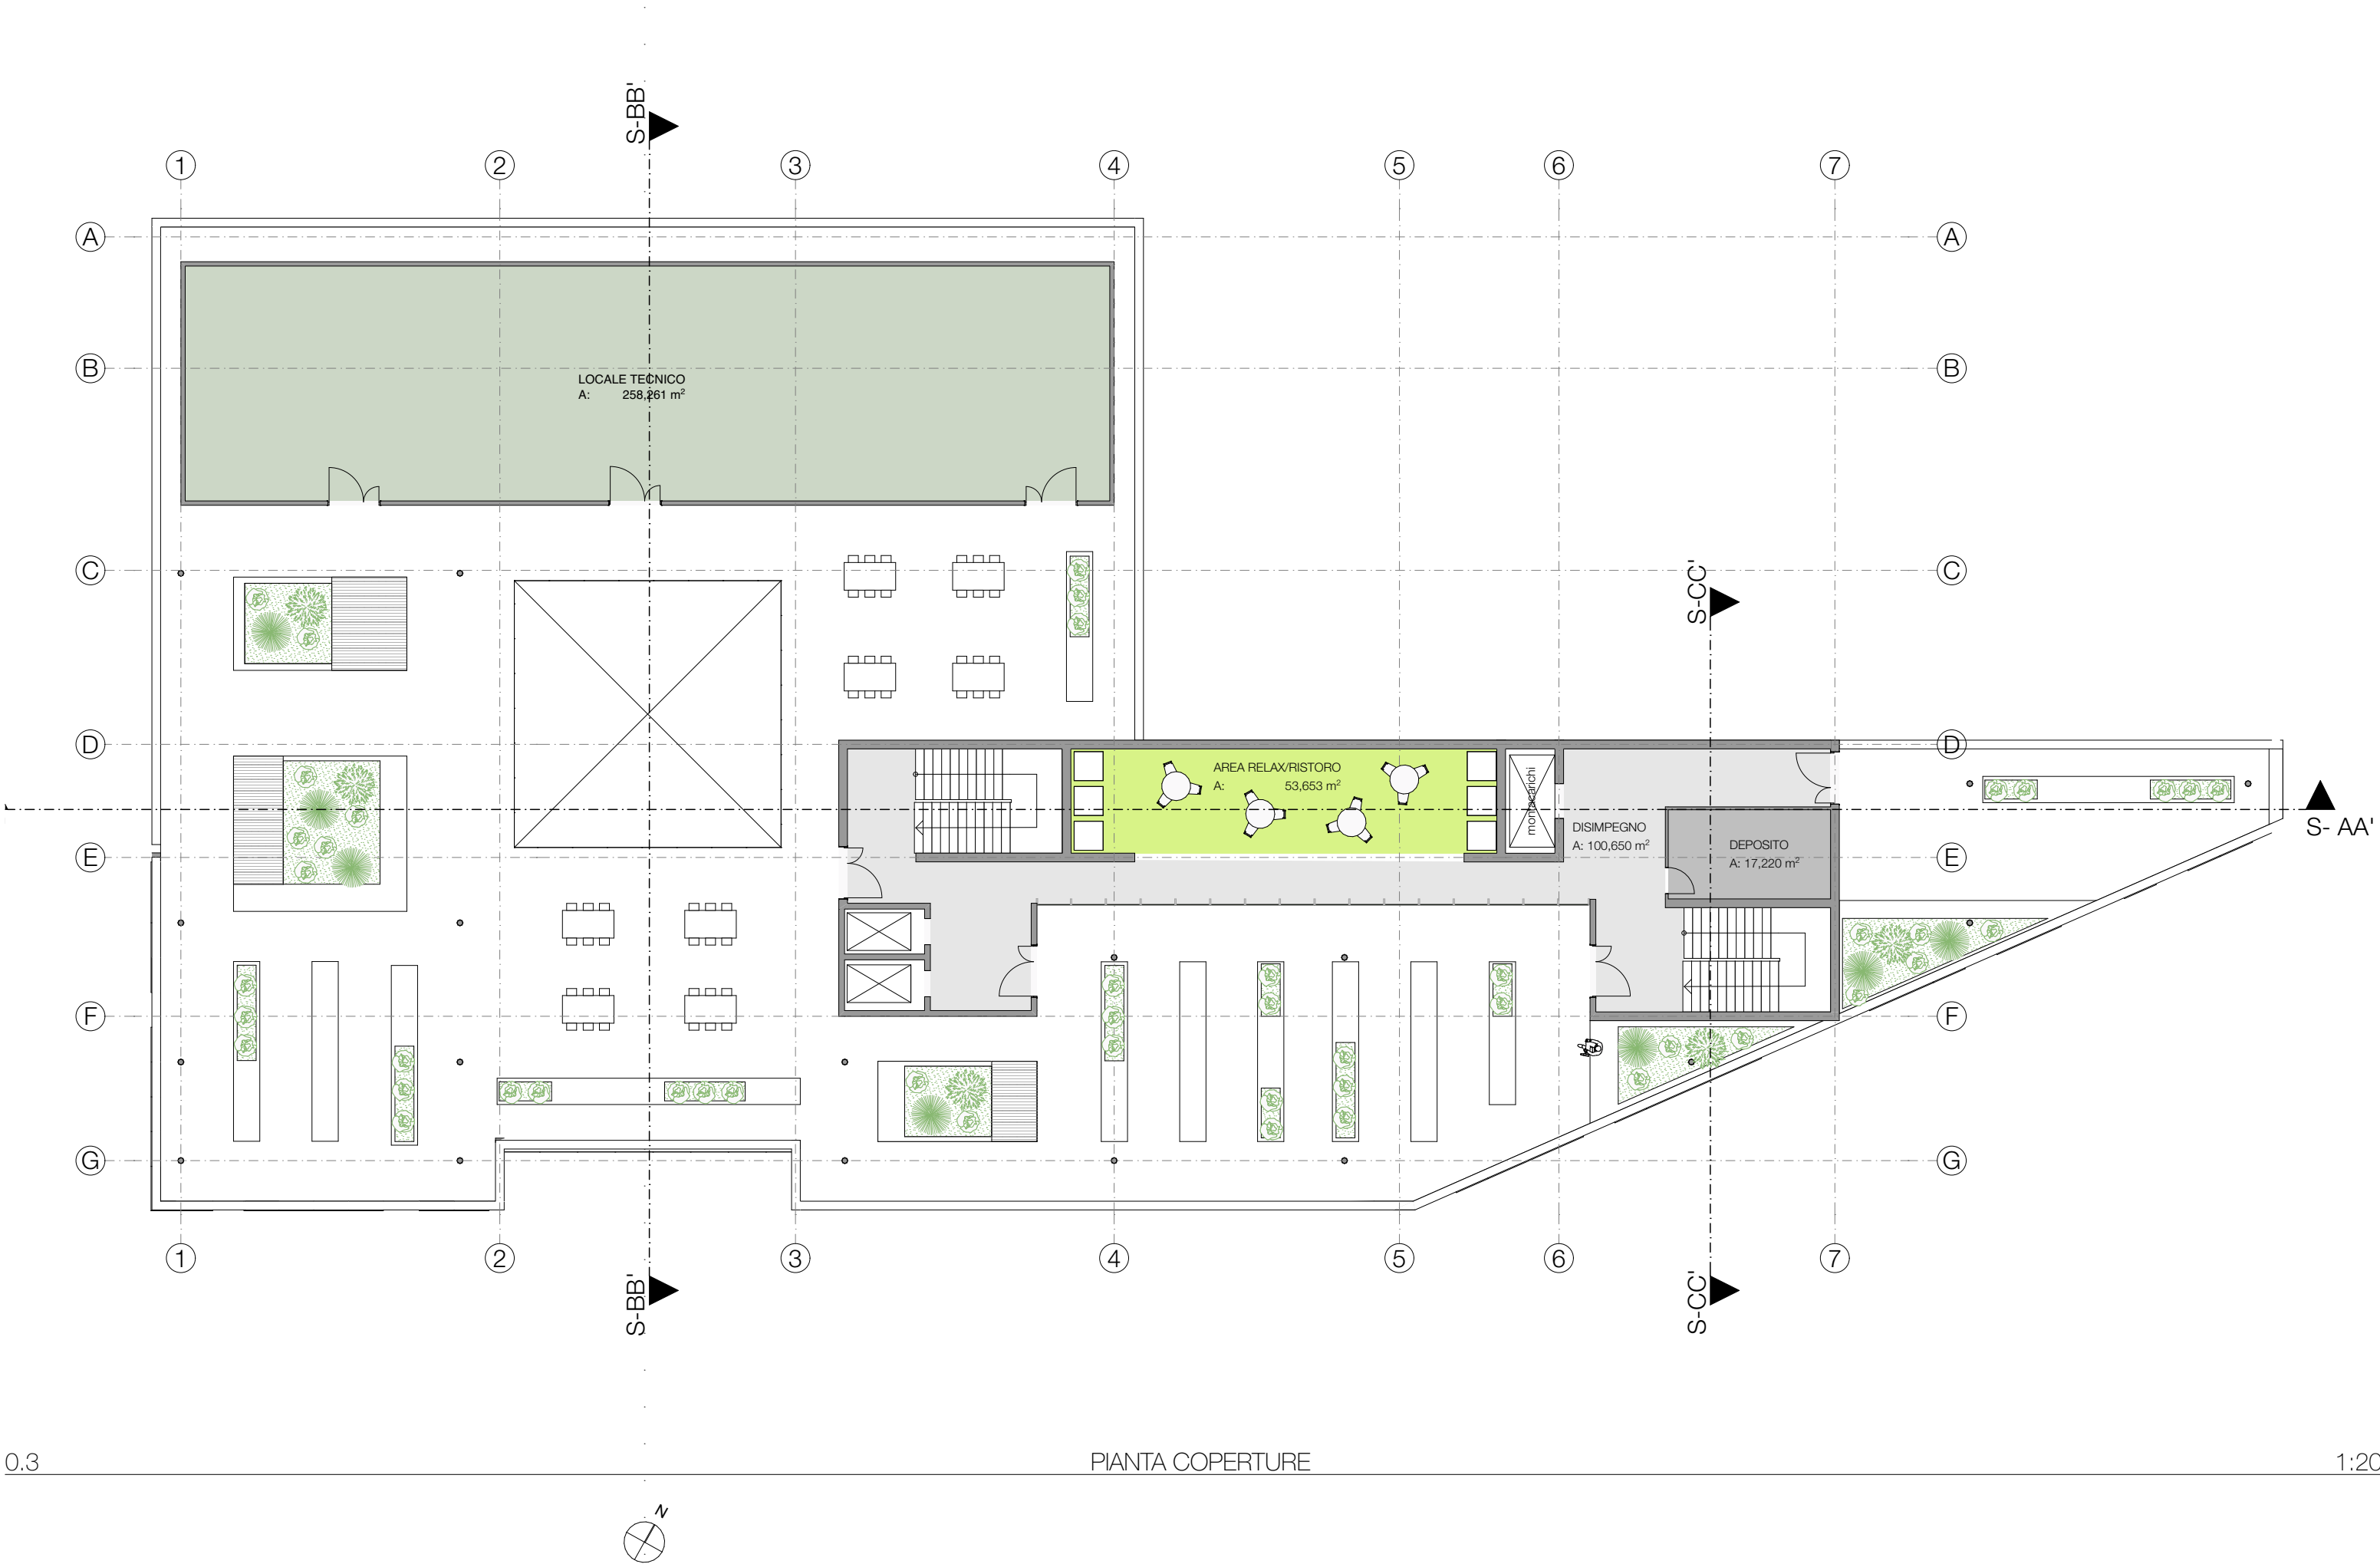 S-BB'
1 2 3 4 5 6 7
A A
B B
LOCALE TECNICO
A: 258,261 m²
C C
S-CC'
D D
AREA RELAX/RISTORO
A: 53,653 m²
montacarichi
DISIMPEGNO
A: 100,650 m²
DEPOSITO
A: 17,220 m²
S- AA'
E E
F F
G G
1 2 3 4 5 6 7
S-BB'
S-CC'
0.3
PIANTA COPERTURE
1:20
N